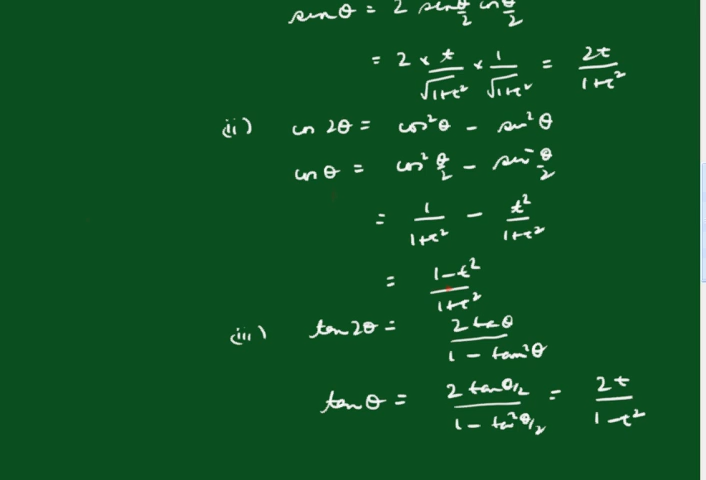 sin θ = 2 sin θ/2 cos θ/2
= 2 × t/√(1+t²) × 1/√(1+t²) = 2t/(1+t²)
(ii) cos 2θ = cos²θ − sin²θ
cos θ = cos² θ/2 − sin² θ/2
= 1/(1+t²) − t²/(1+t²)
= (1−t²)/(1+t²)
(iii) tan 2θ = 2 tan θ/(1 − tan²θ)
tan θ = 2 tan θ/2/(1 − tan² θ/2) = 2t/(1−t²)